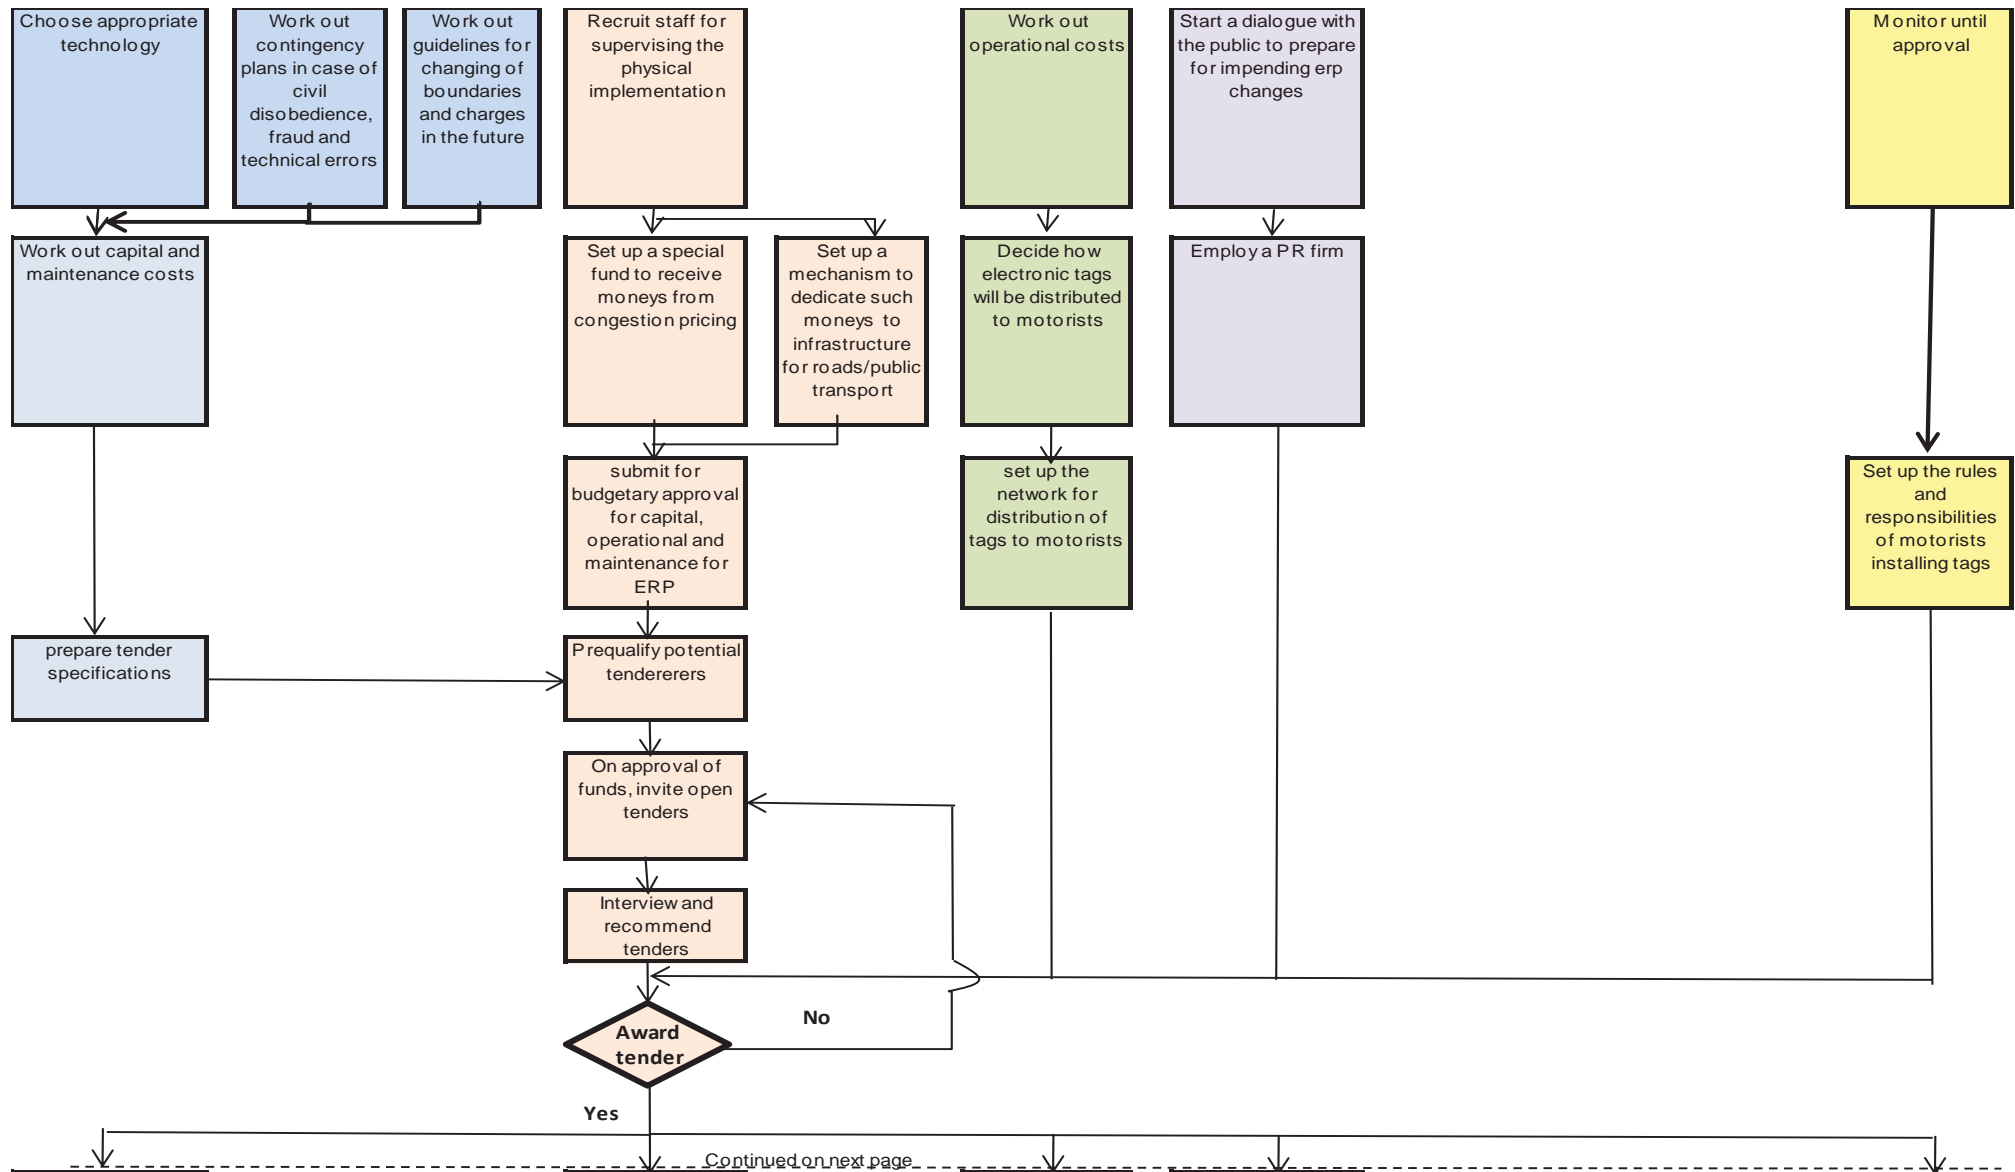 Choose appropriate
technology
Work out
contingency
plans in case of
civil
disobedience,
fraud and
technical errors
Work out
guidelines for
changing of
boundaries
and charges
in the future
Recruit staff for
supervising the
physical
implementation
Work out
operational costs
Start a dialogue with
the public to prepare
for impending erp
changes
Monitor until
approval
Work out capital and
maintenance costs
Set up a special
fund to receive
moneys from
congestion pricing
Set up a
mechanism to
dedicate such
moneys to
infrastructure
for roads/public
transport
Decide how
electronic tags
will be distributed
to motorists
Employ a PR firm
submit for
budgetary approval
for capital,
operational and
maintenance for
ERP
set up the
network for
distribution of
tags to motorists
Set up the rules
and
responsibilities
of motorists
installing tags
prepare tender
specifications
Prequalify potential
tendererers
On approval of
funds, invite open
tenders
Interview and
recommend
tenders
Award
tender
No
Yes
Continued on next page